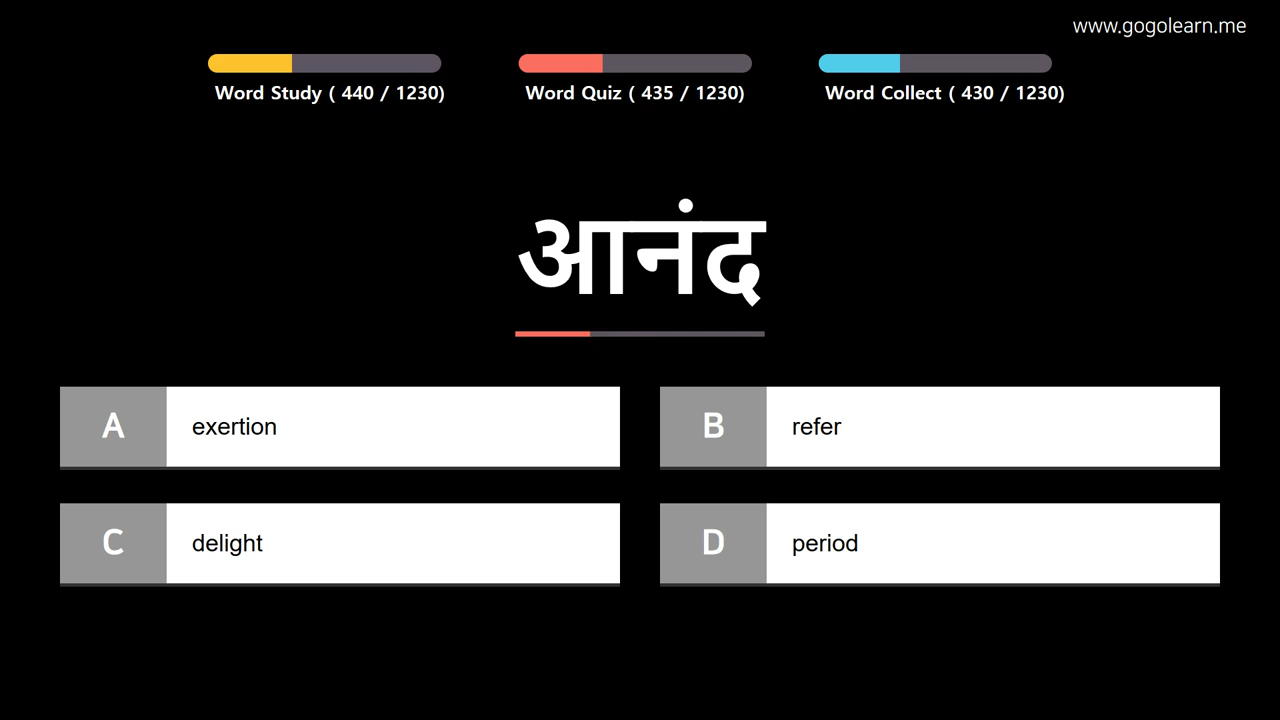 www.gogolearn.me
Word Study ( 440 / 1230)
Word Quiz ( 435 / 1230)
Word Collect ( 430 / 1230)
आनंद
A exertion
B refer
C delight
D period